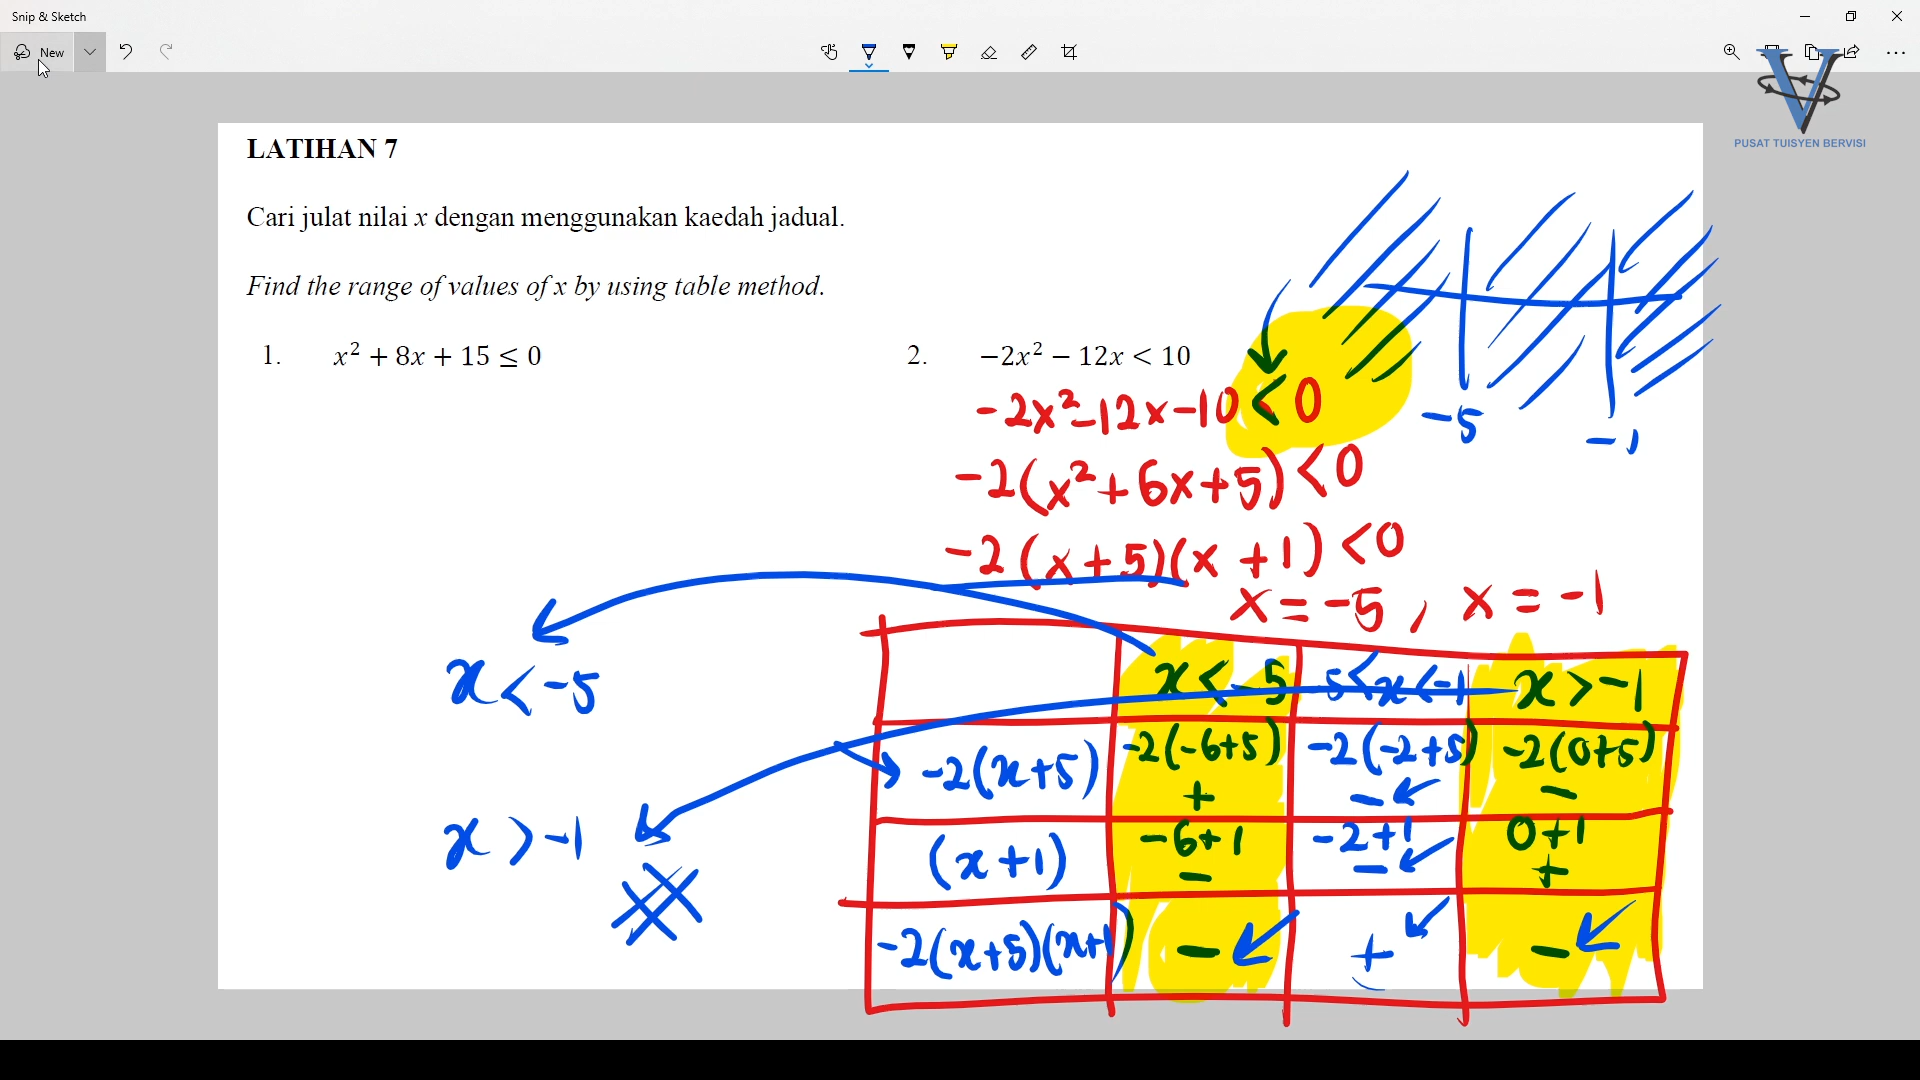 Snip & Sketch
New
PUSAT TUISYEN BERVISI
LATIHAN 7
Cari julat nilai x dengan menggunakan kaedah jadual.
Find the range of values of x by using table method.
1. x² + 8x + 15 ≤ 0
2. −2x² − 12x < 10
-2x²-12x-10<0
-5 -1
-2(x²+6x+5)<0
-2(x+5)(x+1)<0
x=-5, x=-1
x<-5 -5<x<-1 x>-1
-2(x+5) -2(-6+5) + -2(-2+5) - -2(0+5) -
(x+1) -6+1 - -2+1 - 0+1 +
-2(x+5)(x+1) - + -
x<-5
x>-1